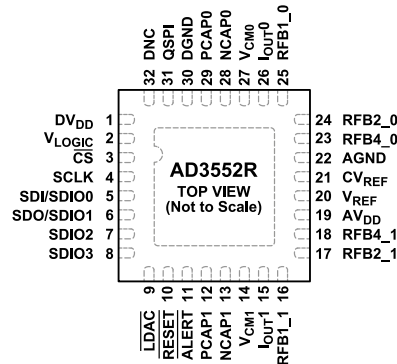 DNC
QSPI
DGND
PCAP0
NCAP0
VCM0
IOUT0
RFB1_0
32 31 30 29 28 27 26 25
DVDD 1
VLOGIC 2
CS 3
SCLK 4
SDI/SDIO0 5
SDO/SDIO1 6
SDIO2 7
SDIO3 8
AD3552R
TOP VIEW
(Not to Scale)
24 RFB2_0
23 RFB4_0
22 AGND
21 CVREF
20 VREF
19 AVDD
18 RFB4_1
17 RFB2_1
9 10 11 12 13 14 15 16
LDAC
RESET
ALERT
PCAP1
NCAP1
VCM1
IOUT1
RFB1_1